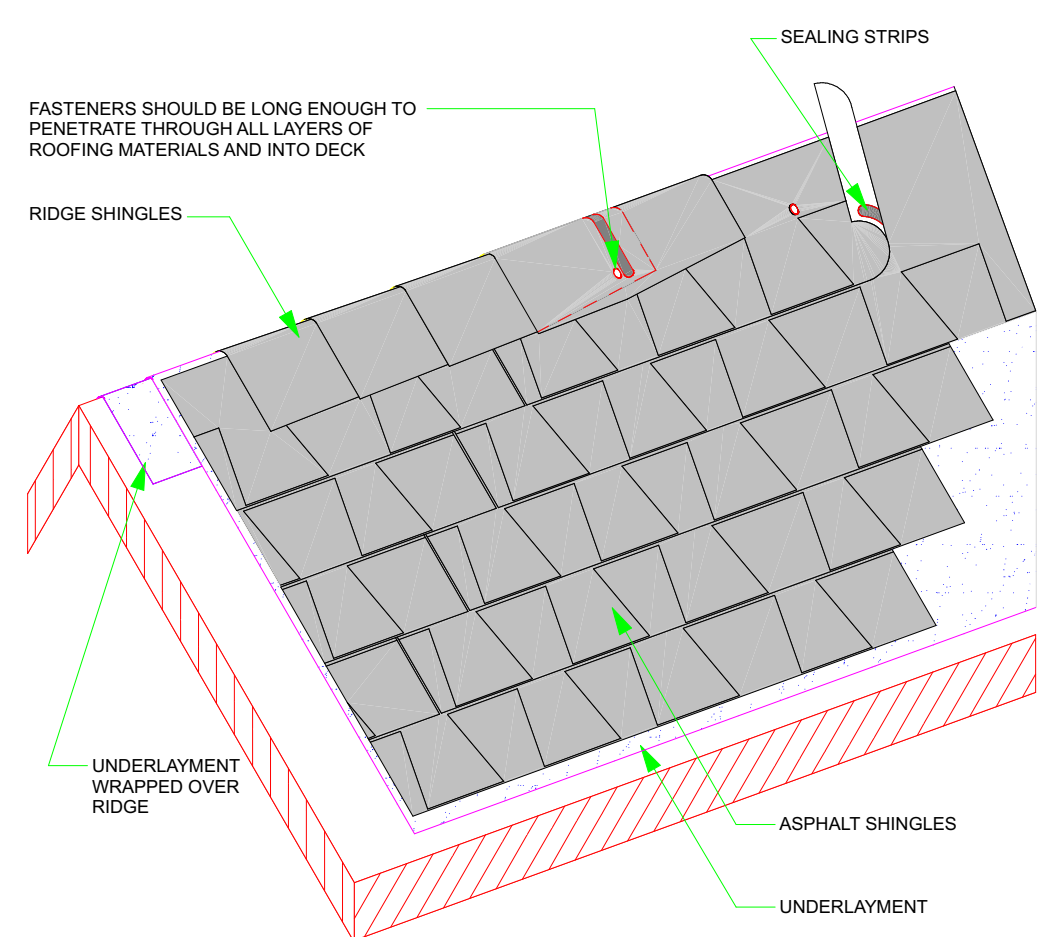 SEALING STRIPS
FASTENERS SHOULD BE LONG ENOUGH TO
PENETRATE THROUGH ALL LAYERS OF
ROOFING MATERIALS AND INTO DECK
RIDGE SHINGLES
UNDERLAYMENT
WRAPPED OVER
RIDGE
ASPHALT SHINGLES
UNDERLAYMENT